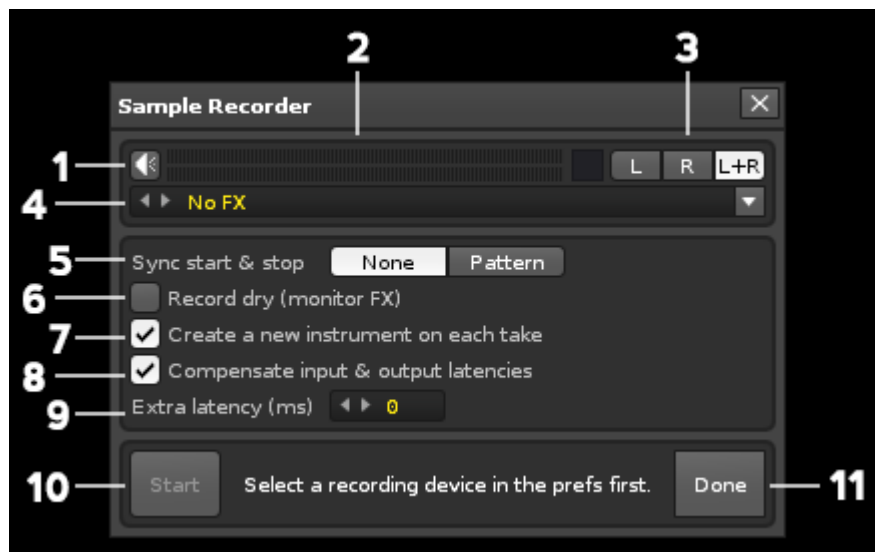 2 3
Sample Recorder
1 L R L+R
4 No FX
5 Sync start & stop None Pattern
6 Record dry (monitor FX)
7 Create a new instrument on each take
8 Compensate input & output latencies
9 Extra latency (ms) 0
10 Start Select a recording device in the prefs first. Done 11